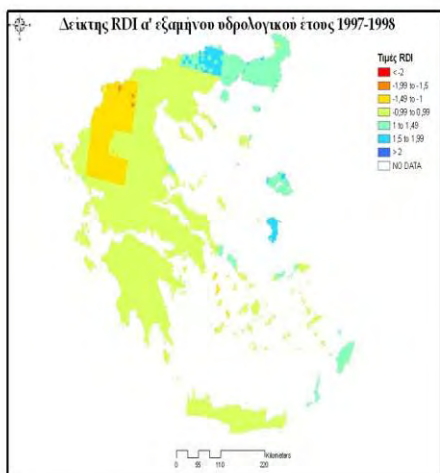 Δείκτης RDI α' εξαμήνου υδρολογικού έτους 1997-1998
Τιμές RDI
< -2
-1,99 to -1,5
-1,49 to -1
-0,99 to 0,99
1 to 1,49
1,5 to 1,99
> 2
NO DATA
Kilometers
0 55 110 220